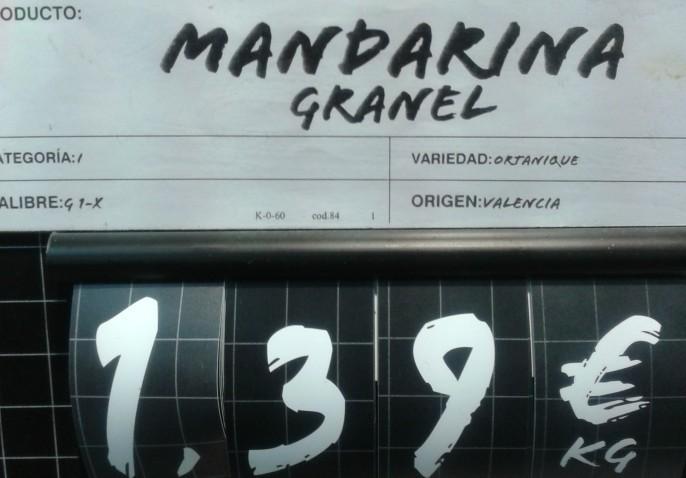 ODUCTO:
MANDARINA
GRANEL
ATEGORÍA: I
VARIEDAD: ORTANIQUE
ALIBRE: G 1-X
ORIGEN: VALENCIA
K-0-60 cod.84 1
1,39 €
KG